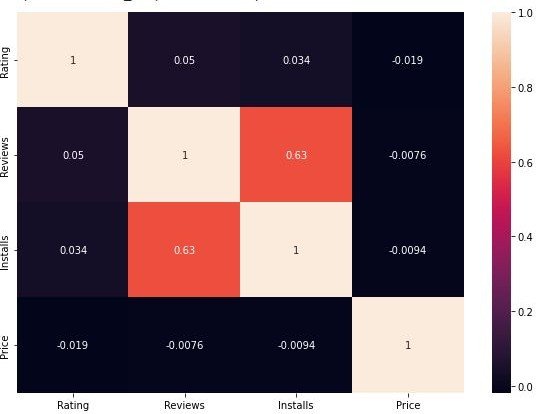 1.0
Rating 1 0.05 0.034 -0.019
0.8
Reviews 0.05 1 0.63 -0.0076
0.6
0.4
Installs 0.034 0.63 1 -0.0094
0.2
Price -0.019 -0.0076 -0.0094 1
0.0
Rating Reviews Installs Price